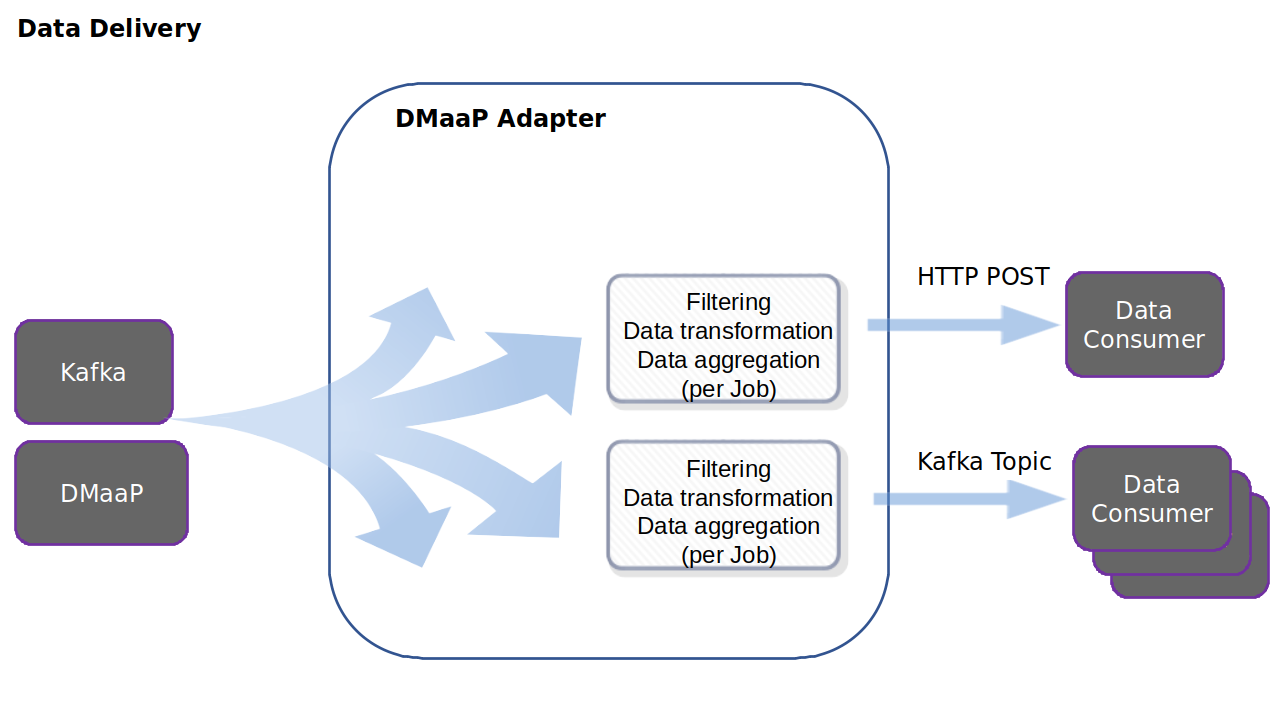 Data Delivery
DMaaP Adapter
Kafka
DMaaP
Filtering
Data transformation
Data aggregation
(per Job)
Filtering
Data transformation
Data aggregation
(per Job)
HTTP POST
Data
Consumer
Kafka Topic
Data
Consumer